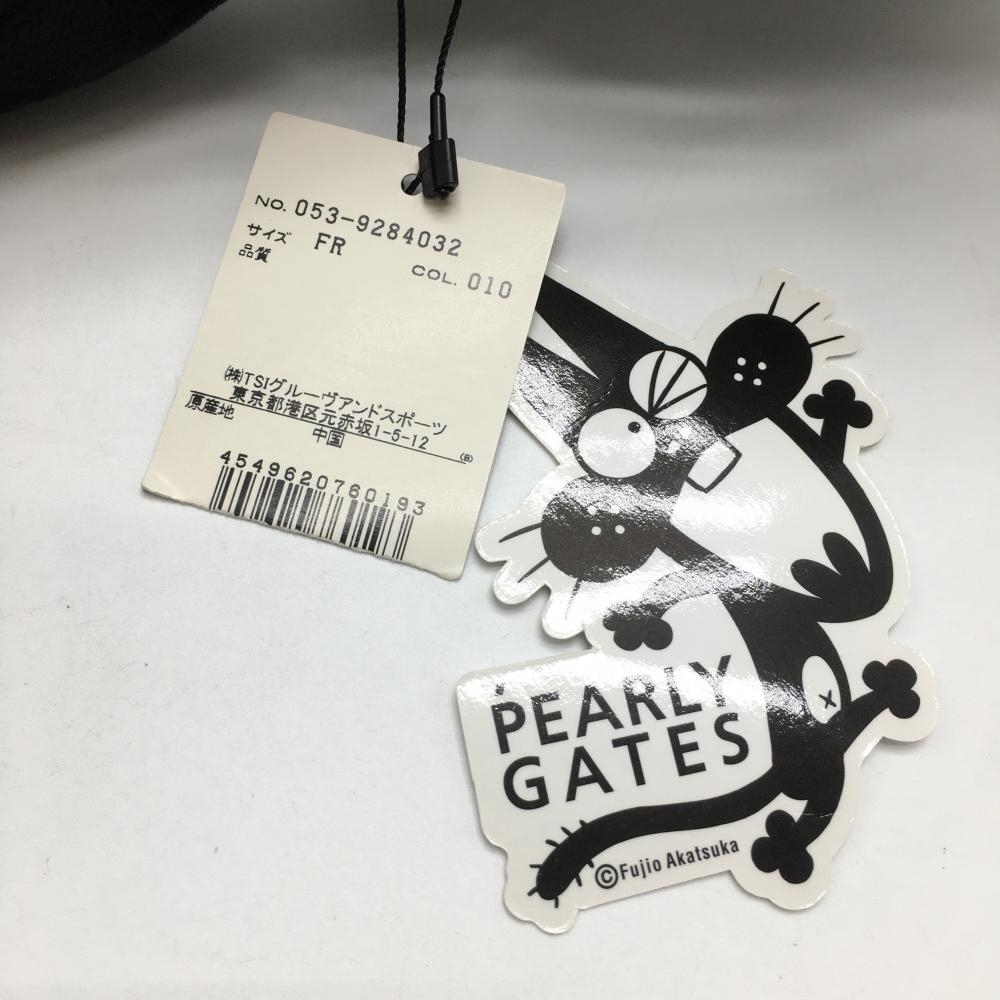 NO. 053-9284032
サイズ FR
品質
COL. 010
㈱TSIグルーヴアンドスポーツ
東京都港区元赤坂1-5-12
原産地 中国
(B)
4549620760193
PEARLY
GATES
©Fujio Akatsuka